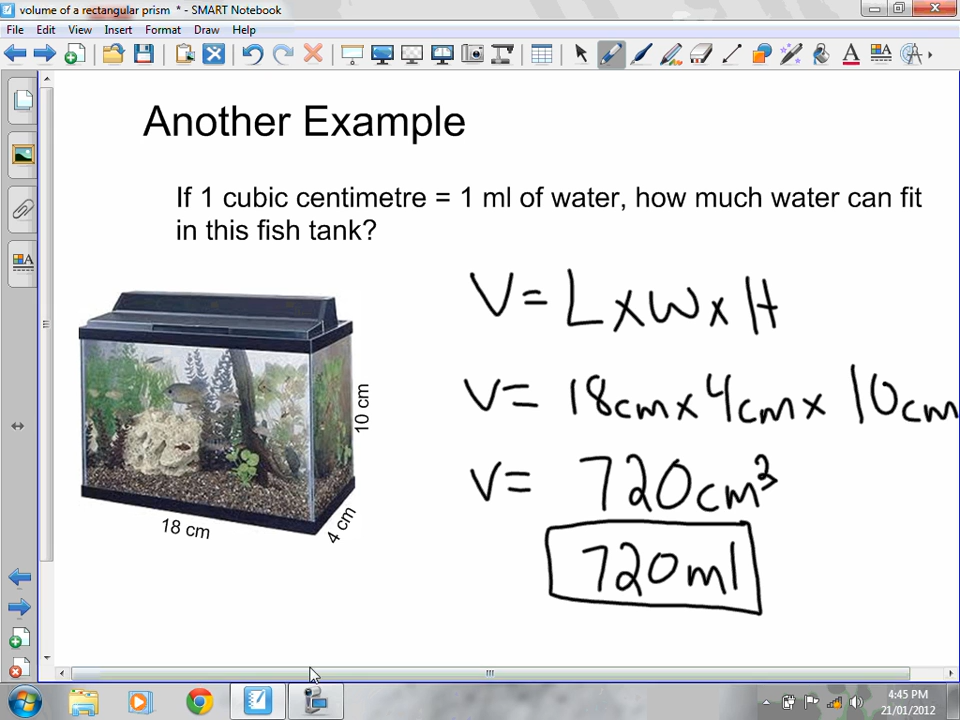 volume of a rectangular prism * - SMART Notebook
File Edit View Insert Format Draw Help
Another Example
If 1 cubic centimetre = 1 ml of water, how much water can fit
in this fish tank?
V= L x W x H
10 cm
V= 18cm x 4cm x 10cm
V= 720cm³
18 cm
4 cm
720ml
4:45 PM
21/01/2012